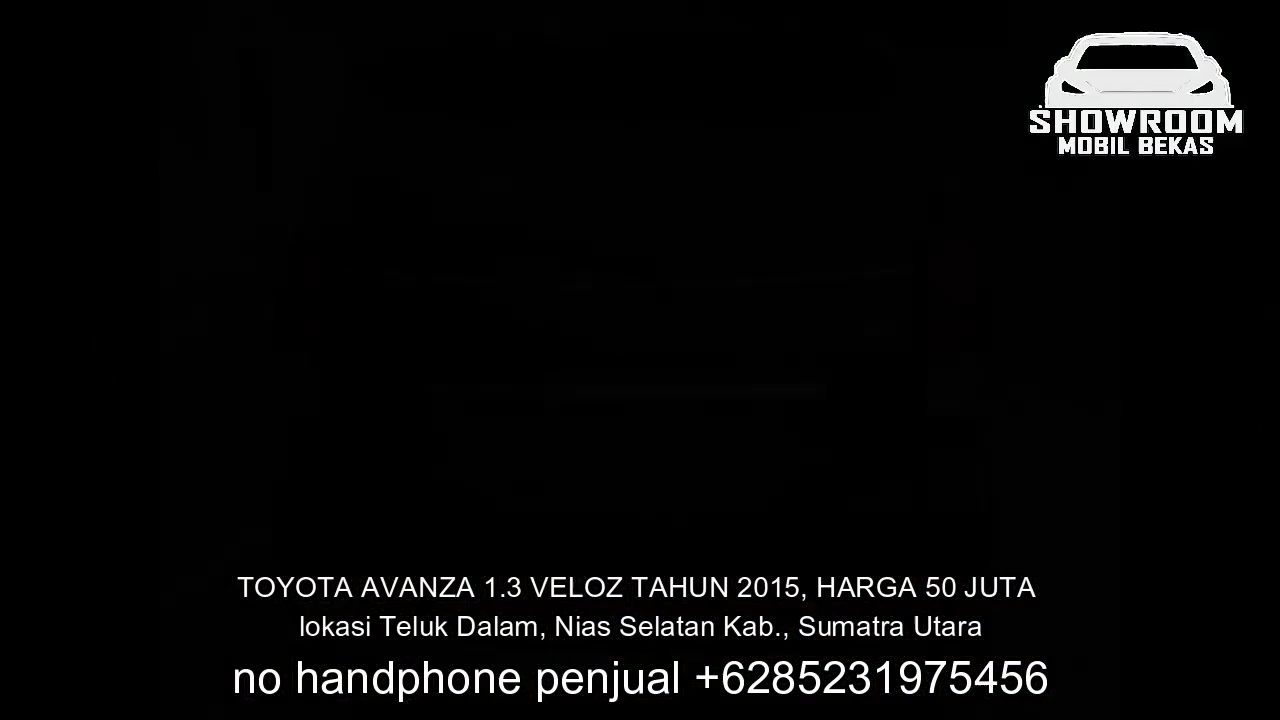 SHOWROOM
MOBIL BEKAS
TOYOTA AVANZA 1.3 VELOZ TAHUN 2015, HARGA 50 JUTA
lokasi Teluk Dalam, Nias Selatan Kab., Sumatra Utara
no handphone penjual +6285231975456